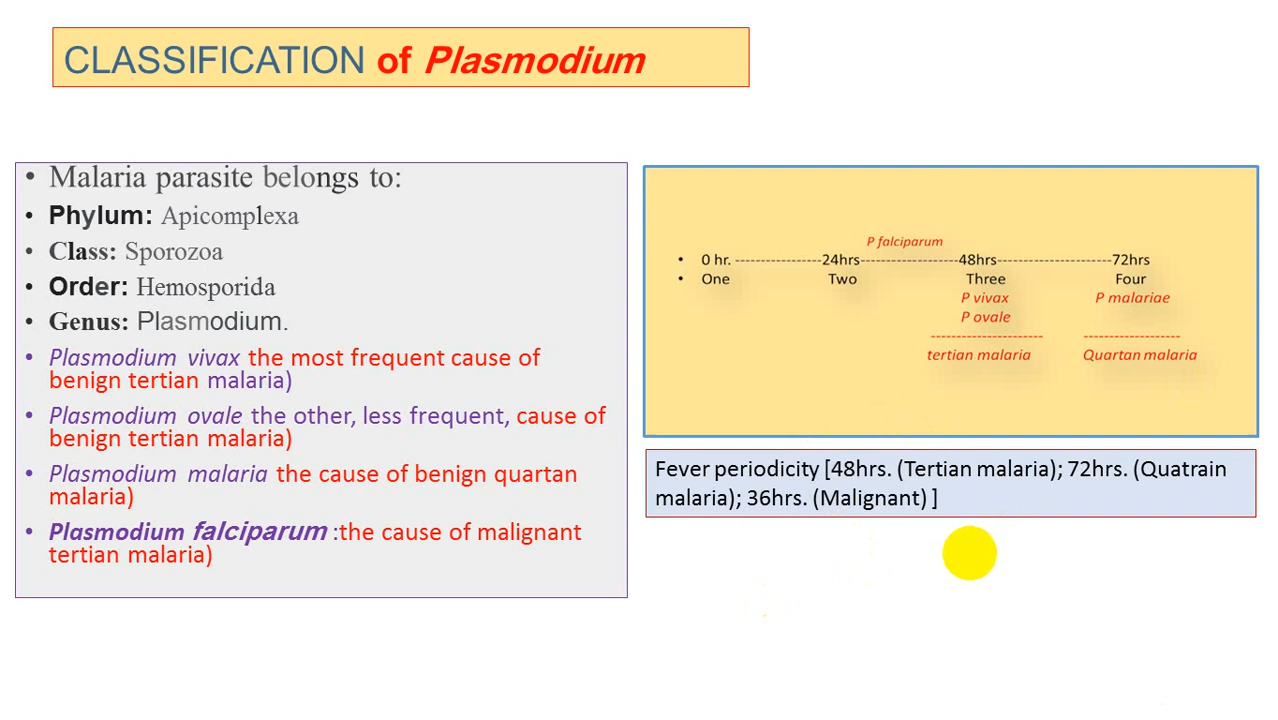 CLASSIFICATION of Plasmodium
• Malaria parasite belongs to:
• Phylum: Apicomplexa
• Class: Sporozoa
• Order: Hemosporida
• Genus: Plasmodium.
• Plasmodium vivax the most frequent cause of
benign tertian malaria)
• Plasmodium ovale the other, less frequent, cause of
benign tertian malaria)
• Plasmodium malaria the cause of benign quartan
malaria)
• Plasmodium falciparum :the cause of malignant
tertian malaria)
P falciparum
• 0 hr. -----------------24hrs--------------------48hrs-----------------------72hrs
• One Two Three Four
P vivax P malariae
P ovale
----------------------- --------------------
tertian malaria Quartan malaria
Fever periodicity [48hrs. (Tertian malaria); 72hrs. (Quatrain
malaria); 36hrs. (Malignant) ]